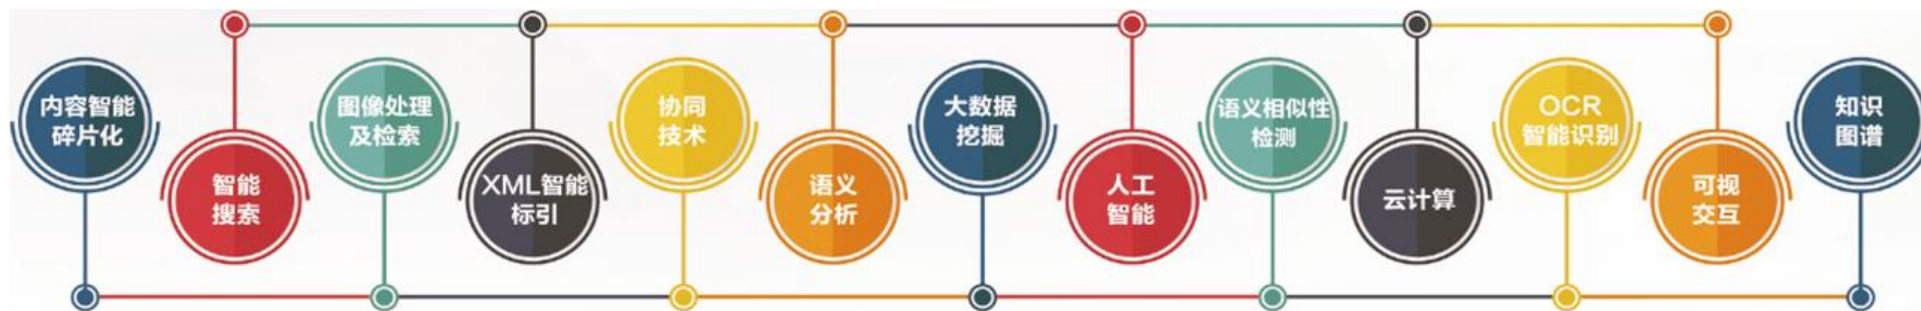 内容智能
碎片化
智能
搜索
图像处理
及检索
XML智能
标引
协同
技术
语义
分析
大数据
挖掘
人工
智能
语义相似性
检测
云计算
OCR
智能识别
可视
交互
知识
图谱